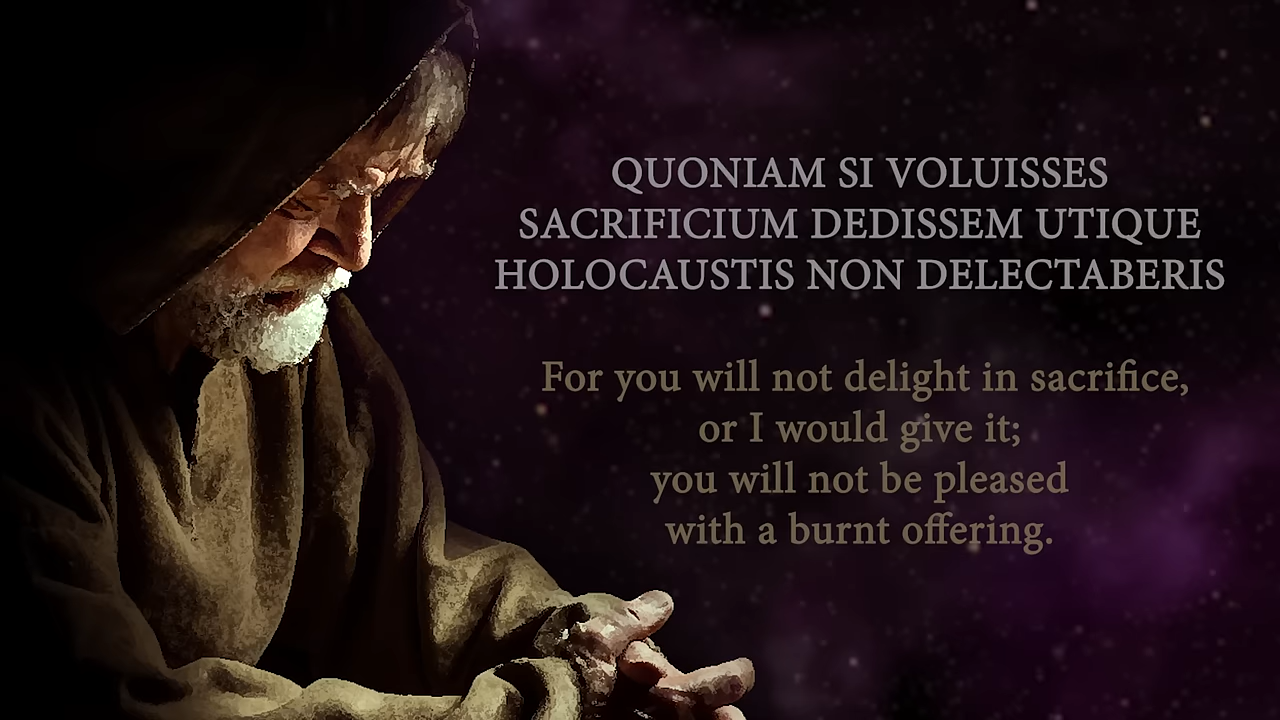 QUONIAM SI VOLUISSES
SACRIFICIUM DEDISSEM UTIQUE
HOLOCAUSTIS NON DELECTABERIS
For you will not delight in sacrifice,
or I would give it;
you will not be pleased
with a burnt offering.